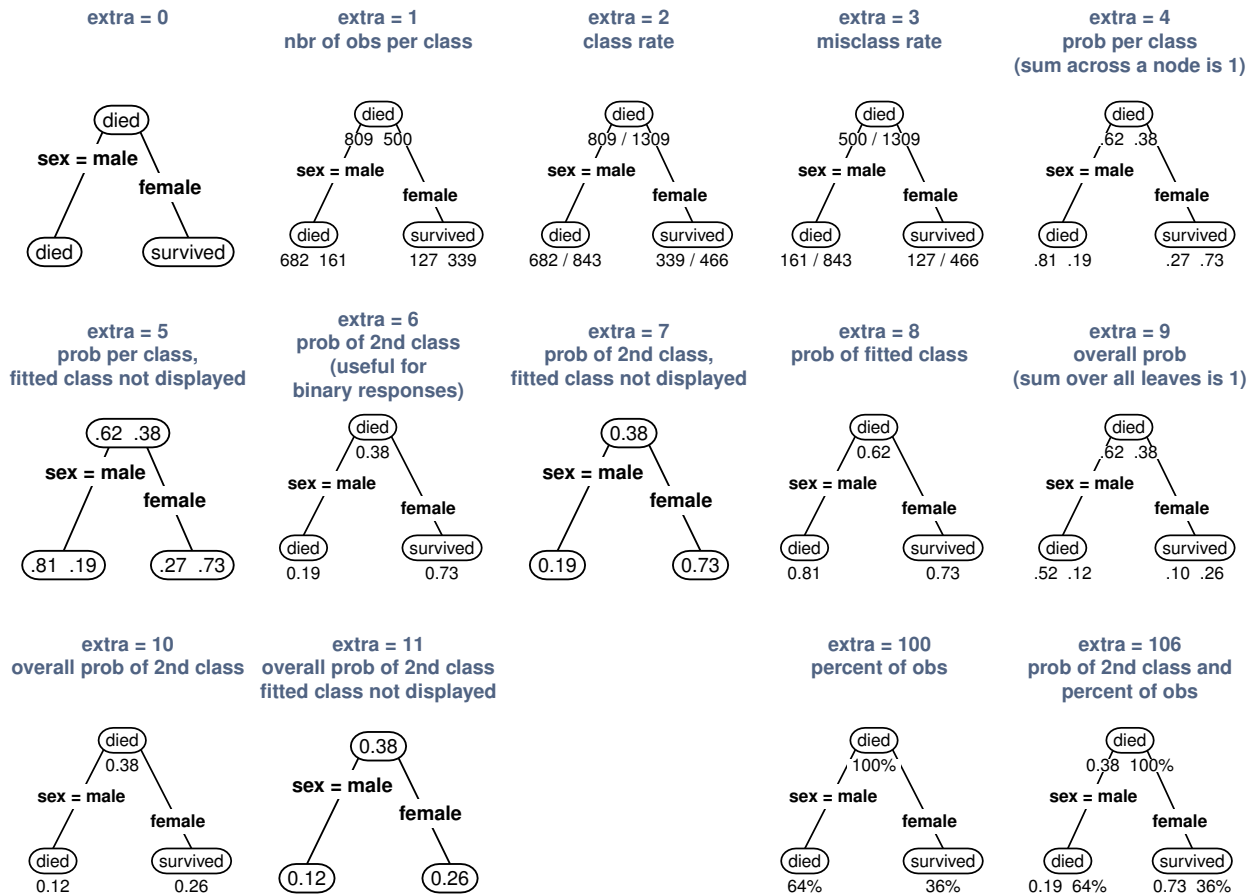 extra = 0
died
sex = male
female
died
survived
extra = 1
nbr of obs per class
died
809 500
sex = male
female
died
survived
682 161
127 339
extra = 2
class rate
died
809 / 1309
sex = male
female
died
survived
682 / 843
339 / 466
extra = 3
misclass rate
died
500 / 1309
sex = male
female
died
survived
161 / 843
127 / 466
extra = 4
prob per class
(sum across a node is 1)
died
.62 .38
sex = male
female
died
survived
.81 .19
.27 .73
extra = 5
prob per class,
fitted class not displayed
.62 .38
sex = male
female
.81 .19
.27 .73
extra = 6
prob of 2nd class
(useful for
binary responses)
died
0.38
sex = male
female
died
survived
0.19
0.73
extra = 7
prob of 2nd class,
fitted class not displayed
0.38
sex = male
female
0.19
0.73
extra = 8
prob of fitted class
died
0.62
sex = male
female
died
survived
0.81
0.73
extra = 9
overall prob
(sum over all leaves is 1)
died
.62 .38
sex = male
female
died
survived
.52 .12
.10 .26
extra = 10
overall prob of 2nd class
died
0.38
sex = male
female
died
survived
0.12
0.26
extra = 11
overall prob of 2nd class
fitted class not displayed
0.38
sex = male
female
0.12
0.26
extra = 100
percent of obs
died
100%
sex = male
female
died
survived
64%
36%
extra = 106
prob of 2nd class and
percent of obs
died
0.38 100%
sex = male
female
died
survived
0.19 64%
0.73 36%